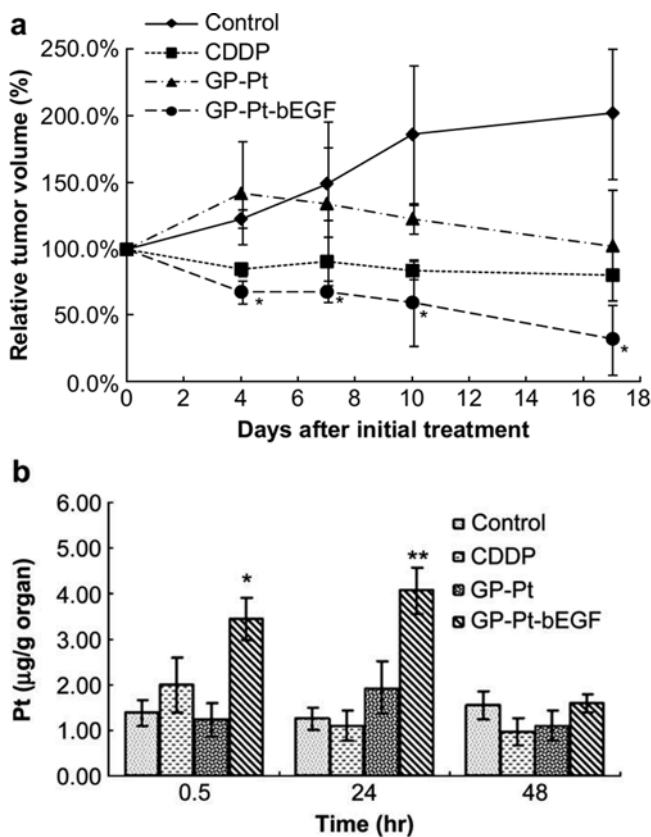 a
Control
CDDP
GP-Pt
GP-Pt-bEGF
Relative tumor volume (%)
250.0%
200.0%
150.0%
100.0%
50.0%
0.0%
* * * *
0 2 4 6 8 10 12 14 16 18
Days after initial treatment
b
Pt (µg/g organ)
6.00
5.00
4.00
3.00
2.00
1.00
0.00
Control
CDDP
GP-Pt
GP-Pt-bEGF
* **
0.5 24 48
Time (hr)